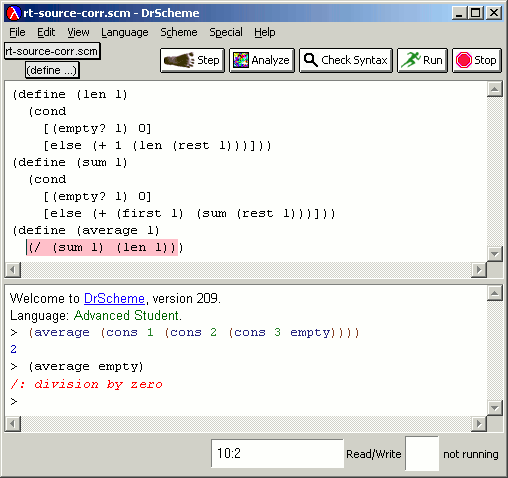 rt-source-corr.scm - DrScheme
File Edit View Language Scheme Special Help
rt-source-corr.scm
(define ...)
Step Analyze Check Syntax Run Stop
(define (len l)
  (cond
    [(empty? l) 0]
    [else (+ 1 (len (rest l)))]))
(define (sum l)
  (cond
    [(empty? l) 0]
    [else (+ (first l) (sum (rest l)))]))
(define (average l)
  (/ (sum l) (len l)))
Welcome to DrScheme, version 209.
Language: Advanced Student.
> (average (cons 1 (cons 2 (cons 3 empty))))
2
> (average empty)
/: division by zero
>
10:2 Read/Write not running